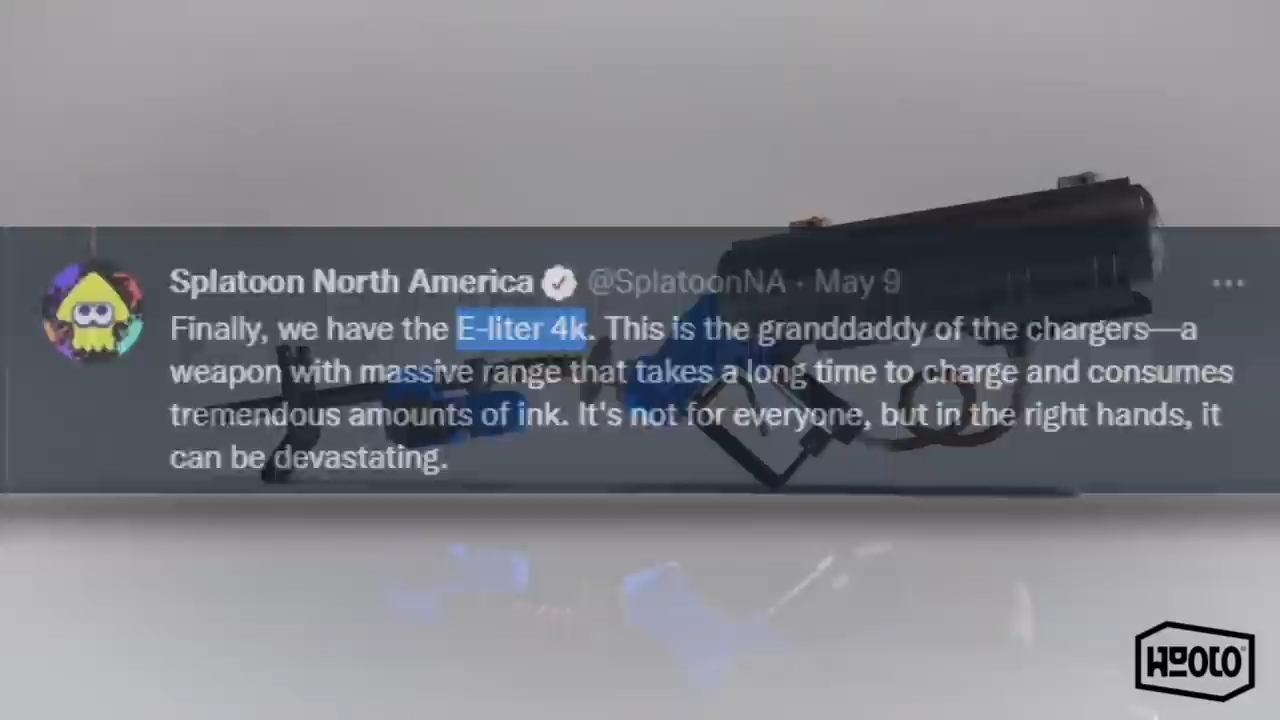 Splatoon North America @SplatoonNA · May 9
Finally, we have the E-liter 4k. This is the granddaddy of the chargers—a
weapon with massive range that takes a long time to charge and consumes
tremendous amounts of ink. It's not for everyone, but in the right hands, it
can be devastating.